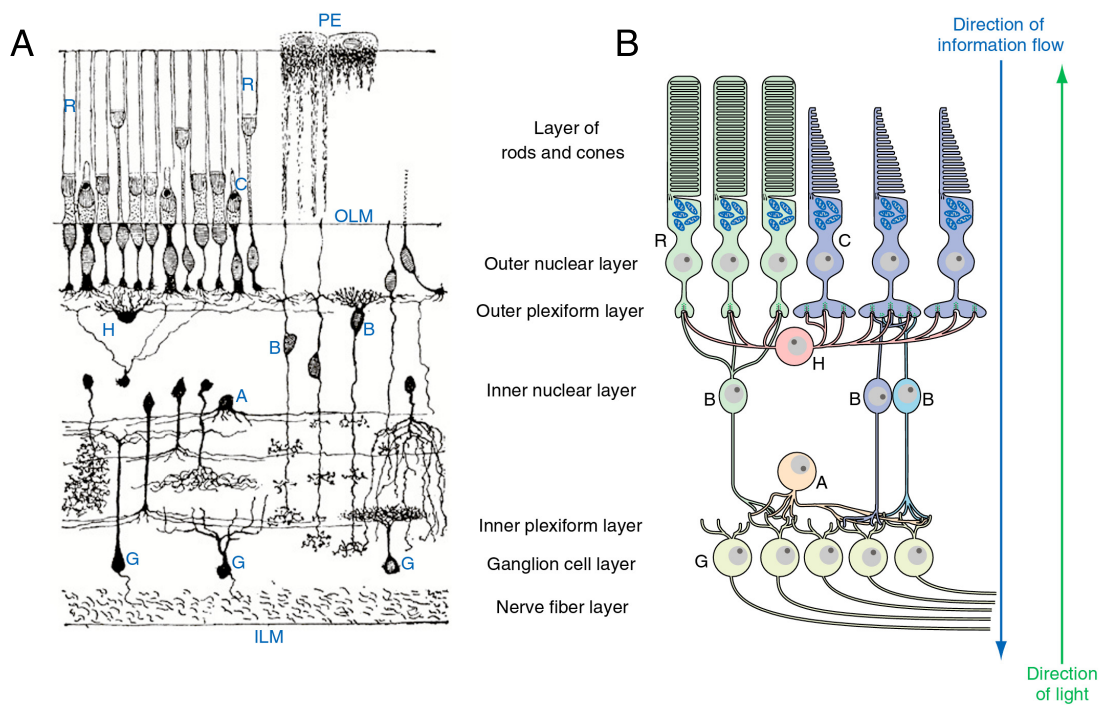 A
PE
R
R
C
OLM
H
B
B
A
G
G
G
ILM
B
Direction of
information flow
Layer of
rods and cones
R
C
Outer nuclear layer
Outer plexiform layer
H
Inner nuclear layer
B
B
B
A
Inner plexiform layer
Ganglion cell layer
G
Nerve fiber layer
Direction
of light